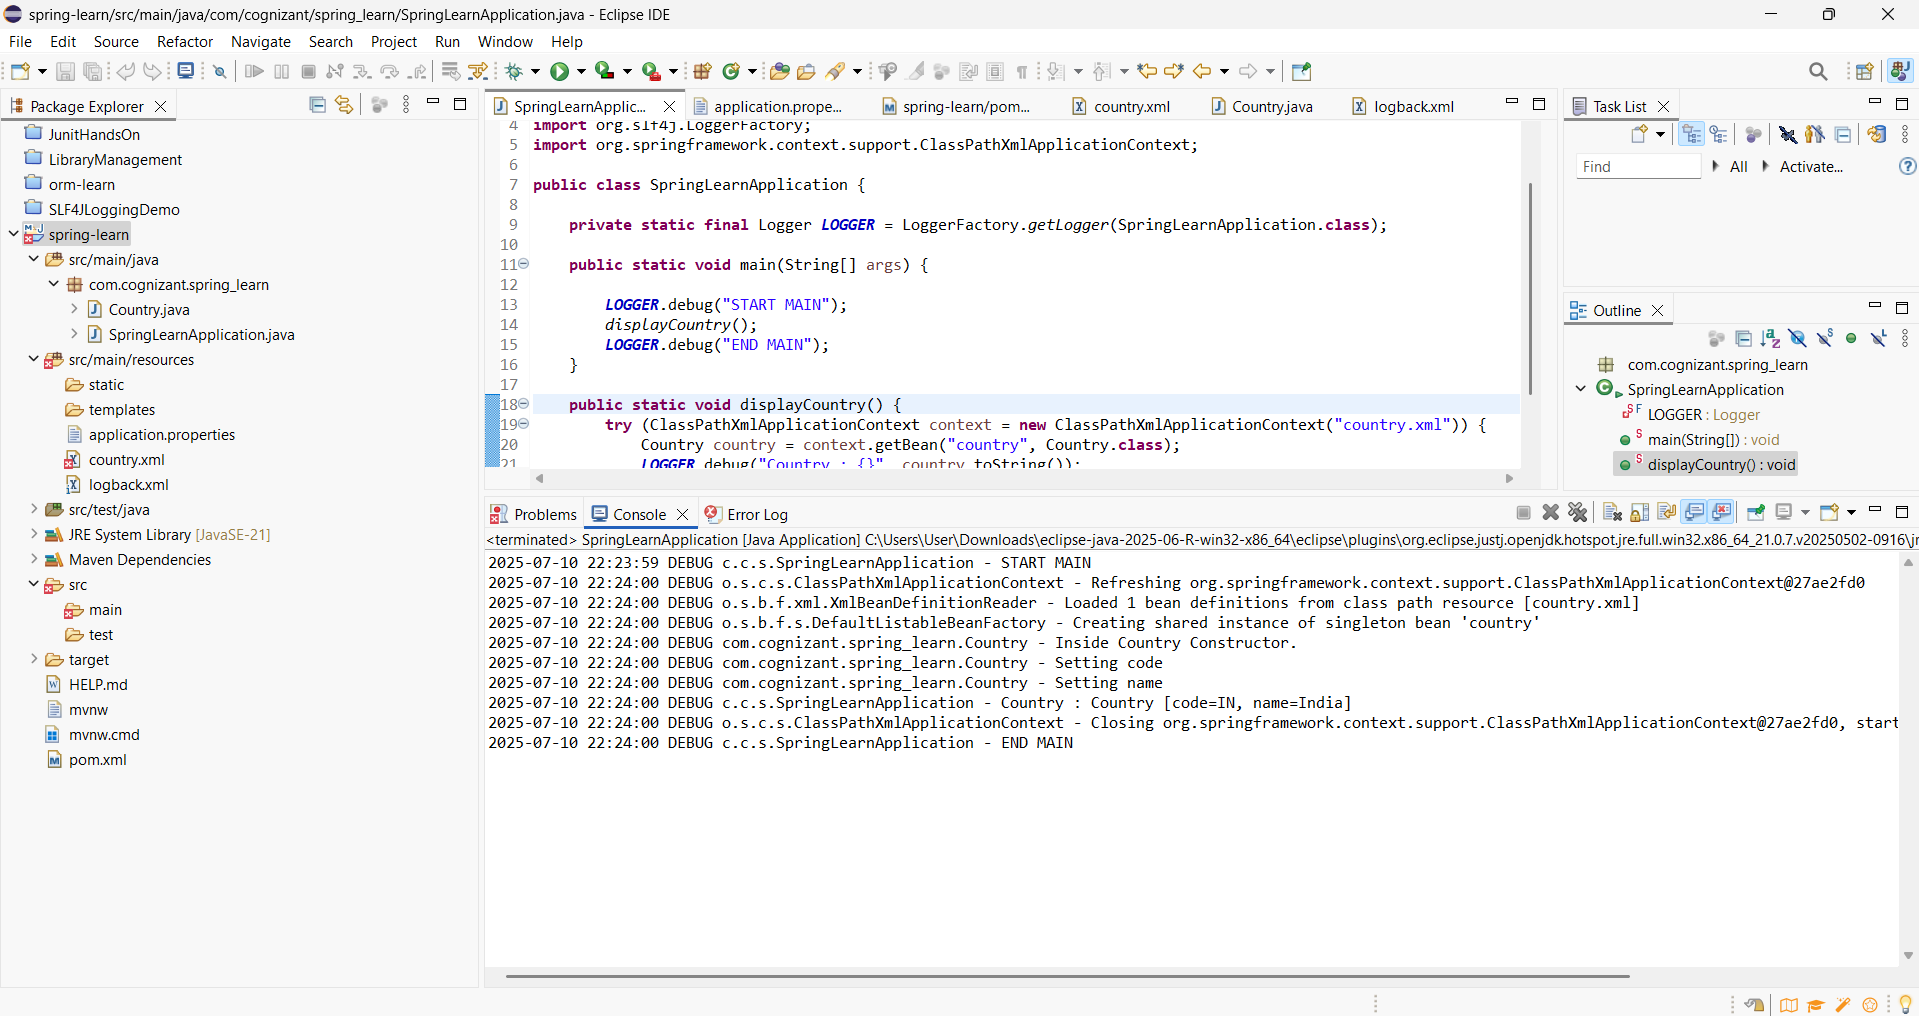 spring-learn/src/main/java/com/cognizant/spring_learn/SpringLearnApplication.java - Eclipse IDE
File Edit Source Refactor Navigate Search Project Run Window Help
Package Explorer
JunitHandsOn
LibraryManagement
orm-learn
SLF4JLoggingDemo
spring-learn
src/main/java
com.cognizant.spring_learn
Country.java
SpringLearnApplication.java
src/main/resources
static
templates
application.properties
country.xml
logback.xml
src/test/java
JRE System Library [JavaSE-21]
Maven Dependencies
src
main
test
target
HELP.md
mvnw
mvnw.cmd
pom.xml
SpringLearnApplic... application.prope... spring-learn/pom... country.xml Country.java logback.xml
4 import org.slf4j.LoggerFactory;
5 import org.springframework.context.support.ClassPathXmlApplicationContext;
6
7 public class SpringLearnApplication {
8
9 private static final Logger LOGGER = LoggerFactory.getLogger(SpringLearnApplication.class);
10
11 public static void main(String[] args) {
12
13 LOGGER.debug("START MAIN");
14 displayCountry();
15 LOGGER.debug("END MAIN");
16 }
17
18 public static void displayCountry() {
19 try (ClassPathXmlApplicationContext context = new ClassPathXmlApplicationContext("country.xml")) {
20 Country country = context.getBean("country", Country.class);
21 LOGGER.debug("Country : {}", country.toString());
Problems Console Error Log
<terminated> SpringLearnApplication [Java Application] C:\Users\User\Downloads\eclipse-java-2025-06-R-win32-x86_64\eclipse\plugins\org.eclipse.justj.openjdk.hotspot.jre.full.win32.x86_64_21.0.7.v20250502-0916\jr
2025-07-10 22:23:59 DEBUG c.c.s.SpringLearnApplication - START MAIN
2025-07-10 22:24:00 DEBUG o.s.c.s.ClassPathXmlApplicationContext - Refreshing org.springframework.context.support.ClassPathXmlApplicationContext@27ae2fd0
2025-07-10 22:24:00 DEBUG o.s.b.f.xml.XmlBeanDefinitionReader - Loaded 1 bean definitions from class path resource [country.xml]
2025-07-10 22:24:00 DEBUG o.s.b.f.s.DefaultListableBeanFactory - Creating shared instance of singleton bean 'country'
2025-07-10 22:24:00 DEBUG com.cognizant.spring_learn.Country - Inside Country Constructor.
2025-07-10 22:24:00 DEBUG com.cognizant.spring_learn.Country - Setting code
2025-07-10 22:24:00 DEBUG com.cognizant.spring_learn.Country - Setting name
2025-07-10 22:24:00 DEBUG c.c.s.SpringLearnApplication - Country : Country [code=IN, name=India]
2025-07-10 22:24:00 DEBUG o.s.c.s.ClassPathXmlApplicationContext - Closing org.springframework.context.support.ClassPathXmlApplicationContext@27ae2fd0, start
2025-07-10 22:24:00 DEBUG c.c.s.SpringLearnApplication - END MAIN
Task List
Find All Activate...
Outline
com.cognizant.spring_learn
SpringLearnApplication
LOGGER : Logger
main(String[]) : void
displayCountry() : void